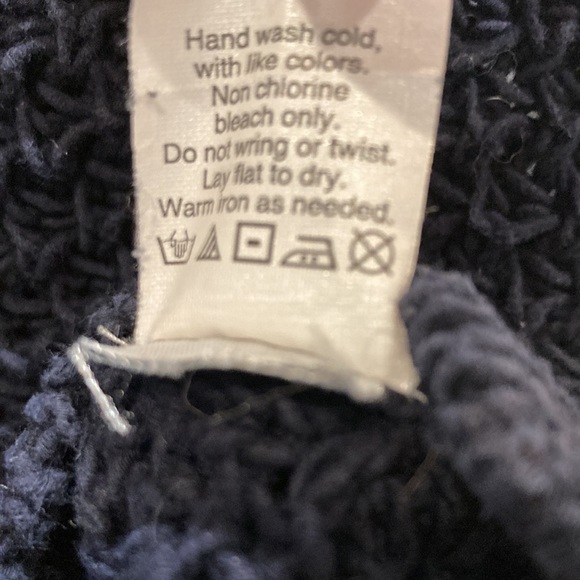 Hand wash cold,
with like colors.
Non chlorine
bleach only.
Do not wring or twist.
Lay flat to dry.
Warm iron as needed.